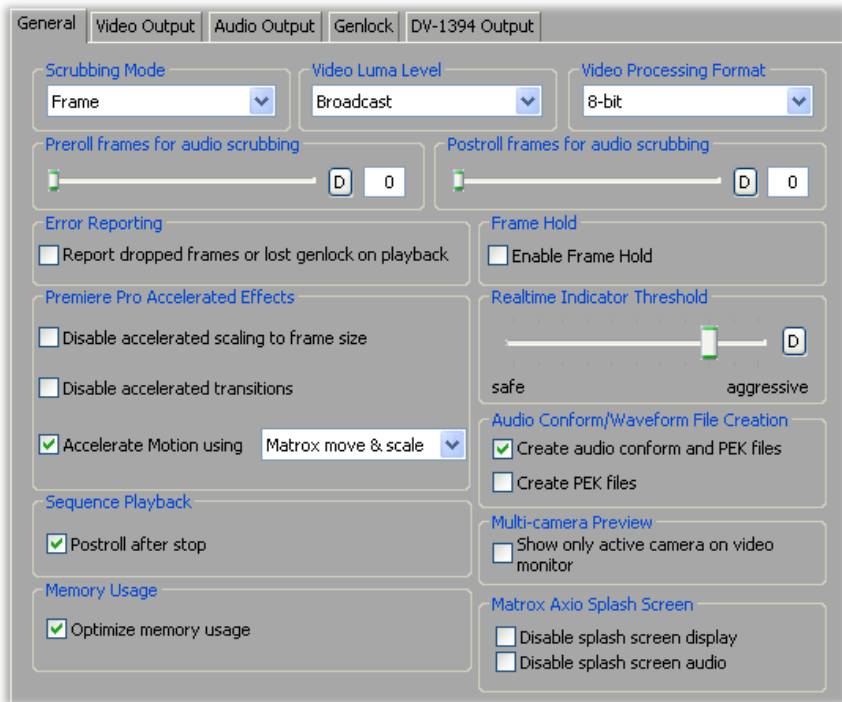 General
Video Output
Audio Output
Genlock
DV-1394 Output
Scrubbing Mode
Frame
Video Luma Level
Broadcast
Video Processing Format
8-bit
Preroll frames for audio scrubbing
D
0
Postroll frames for audio scrubbing
D
0
Error Reporting
Report dropped frames or lost genlock on playback
Frame Hold
Enable Frame Hold
Premiere Pro Accelerated Effects
Disable accelerated scaling to frame size
Disable accelerated transitions
Accelerate Motion using
Matrox move & scale
Realtime Indicator Threshold
D
safe
aggressive
Audio Conform/Waveform File Creation
Create audio conform and PEK files
Create PEK files
Sequence Playback
Postroll after stop
Multi-camera Preview
Show only active camera on video
monitor
Memory Usage
Optimize memory usage
Matrox Axio Splash Screen
Disable splash screen display
Disable splash screen audio